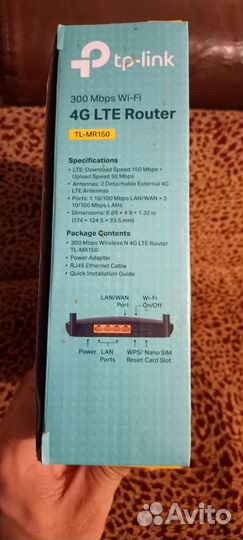 tp-link
300 Mbps Wi-Fi
4G LTE Router
TL-MR150
Specifications
• LTE: Download Speed 150 Mbps +
Upload Speed 50 Mbps
• Antennas: 2 Detachable External 4G
LTE Antennas
• Ports: 1 10/100 Mbps LAN/WAN + 3
10/100 Mbps LANs
• Dimensions: 6.85 × 4.9 × 1.32 in
(174 × 124.5 × 33.5 mm)
Package Contents
• 300 Mbps Wireless N 4G LTE Router
TL-MR150
• Power Adapter
• RJ45 Ethernet Cable
• Quick Installation Guide
LAN/WAN Wi-Fi
Port On/Off
Power LAN WPS/ Nano SIM
Ports Reset Card Slot
Avito